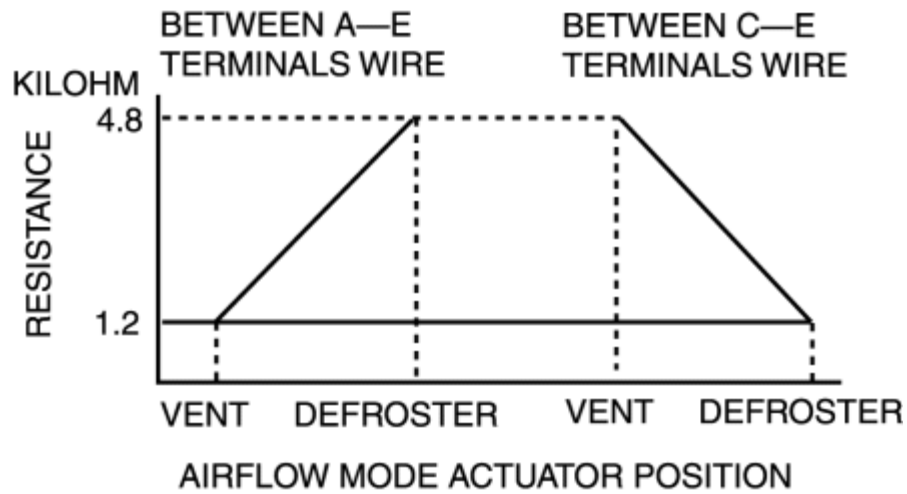 BETWEEN A—E
TERMINALS WIRE
BETWEEN C—E
TERMINALS WIRE
KILOHM
4.8
RESISTANCE
1.2
VENT
DEFROSTER
VENT
DEFROSTER
AIRFLOW MODE ACTUATOR POSITION